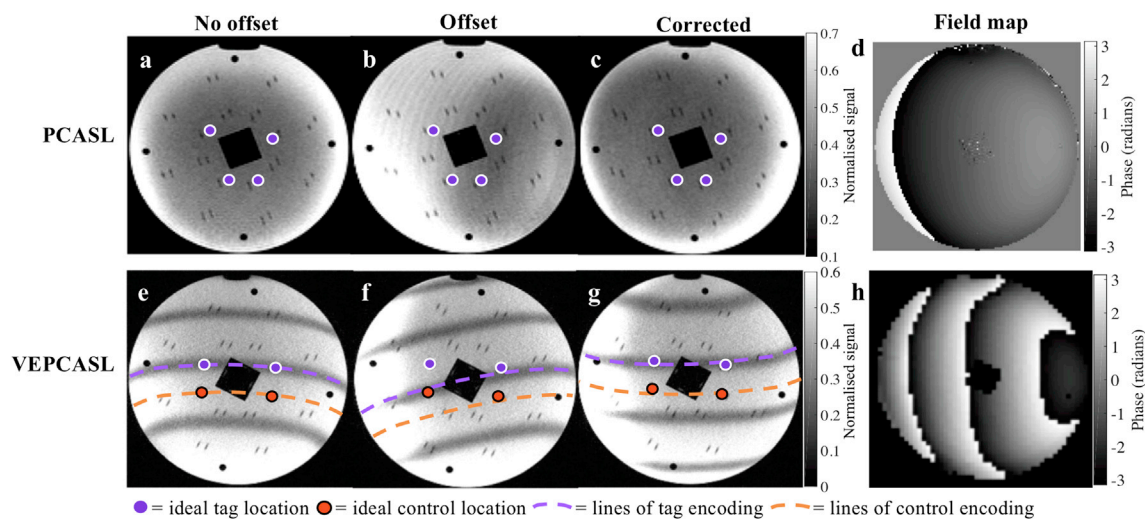 No offset Offset Corrected Field map
a b c d
PCASL
0.7
0.6
0.5
0.4
0.3
0.2
0.1
Normalised signal
3
2
1
0
-1
-2
-3
Phase (radians)
e f g h
VEPCASL
0.6
0.5
0.4
0.3
0.2
0.1
0
Normalised signal
3
2
1
0
-1
-2
-3
Phase (radians)
= ideal tag location = ideal control location = lines of tag encoding = lines of control encoding